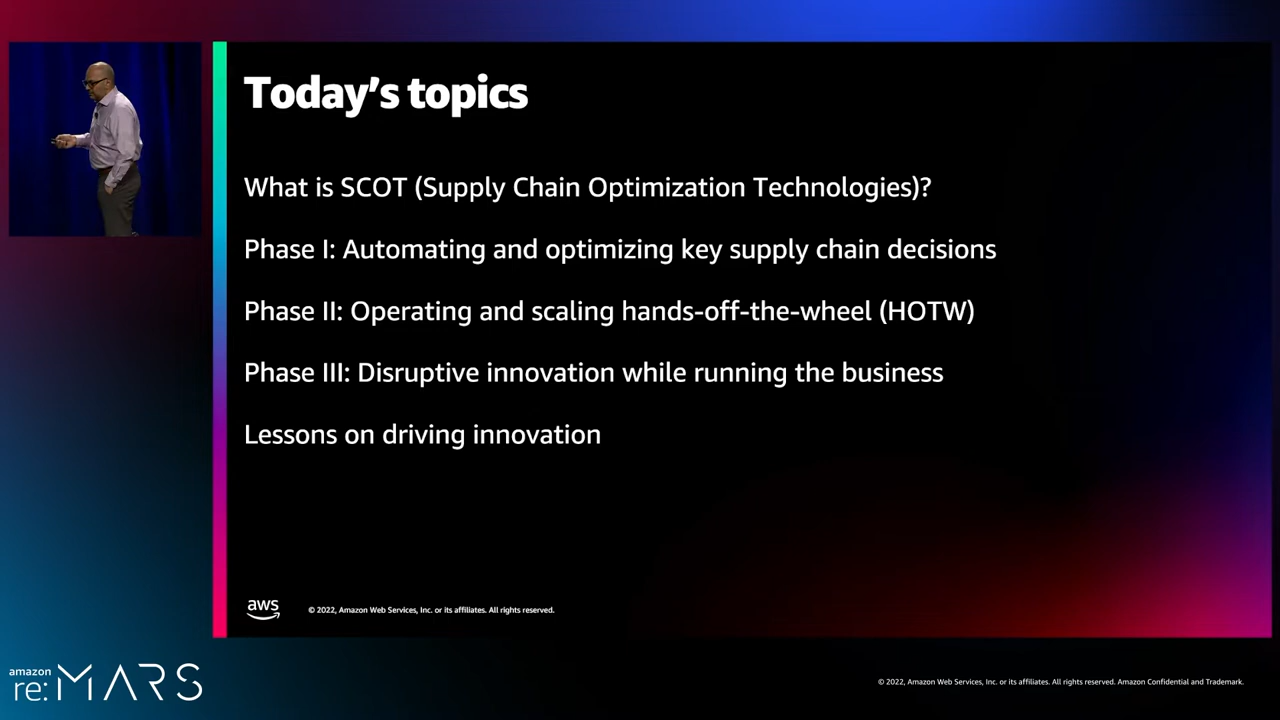 Today's topics
What is SCOT (Supply Chain Optimization Technologies)?
Phase I: Automating and optimizing key supply chain decisions
Phase II: Operating and scaling hands-off-the-wheel (HOTW)
Phase III: Disruptive innovation while running the business
Lessons on driving innovation
aws
© 2022, Amazon Web Services, Inc. or its affiliates. All rights reserved.
amazon
re:MARS
© 2022, Amazon Web Services, Inc. or its affiliates. All rights reserved. Amazon Confidential and Trademark.